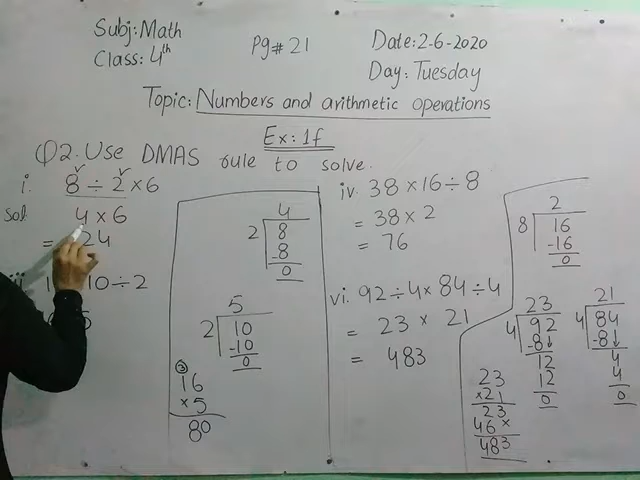 Subj: Math
Class: 4th
Pg# 21
Date: 2-6-2020
Day: Tuesday
Topic: Numbers and arithmetic operations
Ex: 1f
Q2. Use DMAS rule to solve.
i. 8 ÷ 2 × 6
Sol
4 × 6
= 24
10 ÷ 2
4
2 8
-8
0
5
2 10
-10
0
16
×5
80
iv. 38 × 16 ÷ 8
= 38 × 2
= 76
vi. 92 ÷ 4 × 84 ÷ 4
= 23 × 21
= 483
2
8 16
-16
0
23
4 92
-8↓
12
12
0
21
4 84
-8↓
4
4
0
23
×21
23
46×
483